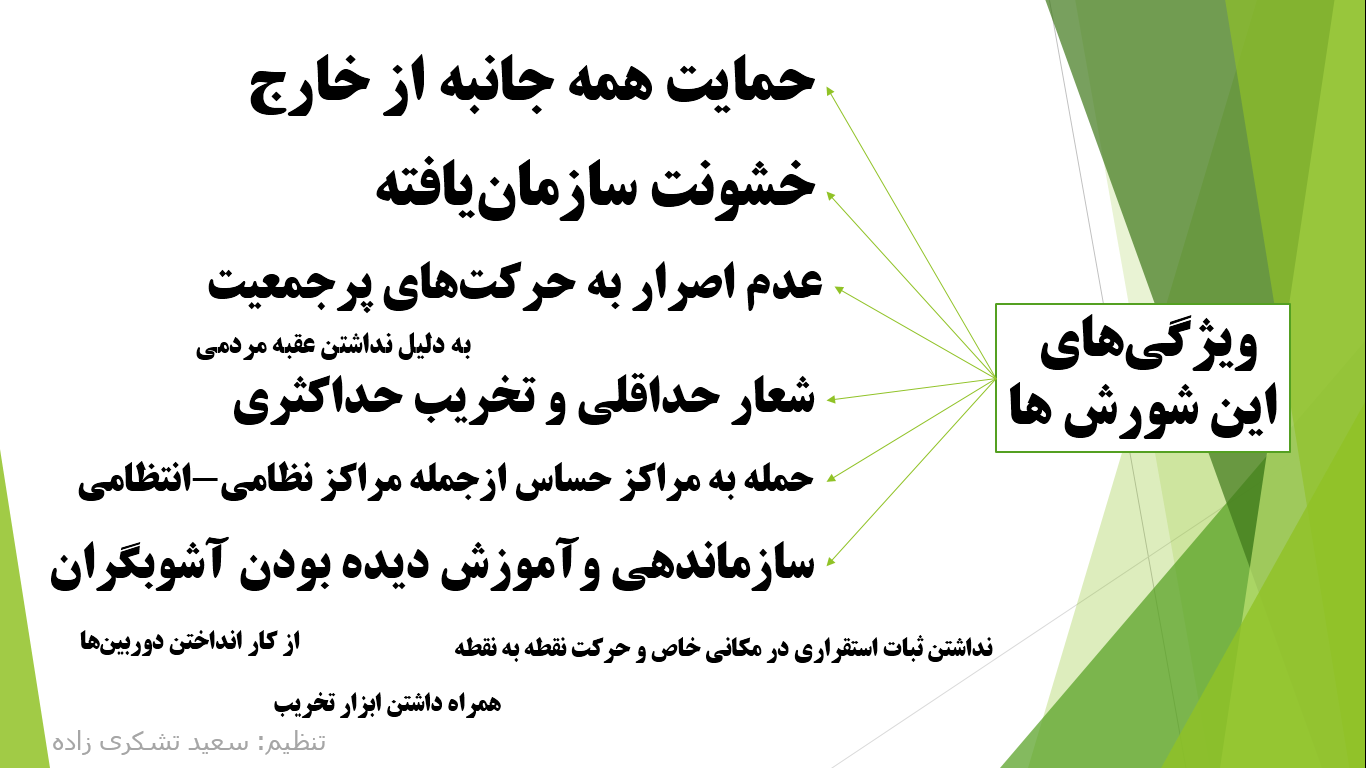 ویژگی‌های
این شورش ها
حمایت همه جانبه از خارج
خشونت سازمان‌یافته
عدم اصرار به حرکت‌های پرجمعیت
به دلیل نداشتن عقبه مردمی
شعار حداقلی و تخریب حداکثری
حمله به مراکز حساس ازجمله مراکز نظامی-انتظامی
سازماندهی وآموزش دیده بودن آشوبگران
نداشتن ثبات استقراری در مکانی خاص و حرکت نقطه به نقطه
از کار انداختن دوربین‌ها
همراه داشتن ابزار تخریب
تنظیم: سعید تشکری زاده